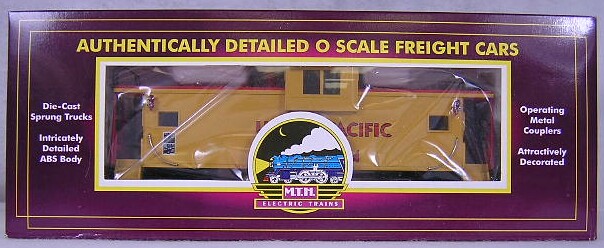 AUTHENTICALLY DETAILED O SCALE FREIGHT CARS
Die-Cast
Sprung Trucks
Intricately
Detailed
ABS Body
PACIFIC
M.T.H.
ELECTRIC TRAINS
Operating
Metal
Couplers
Attractively
Decorated